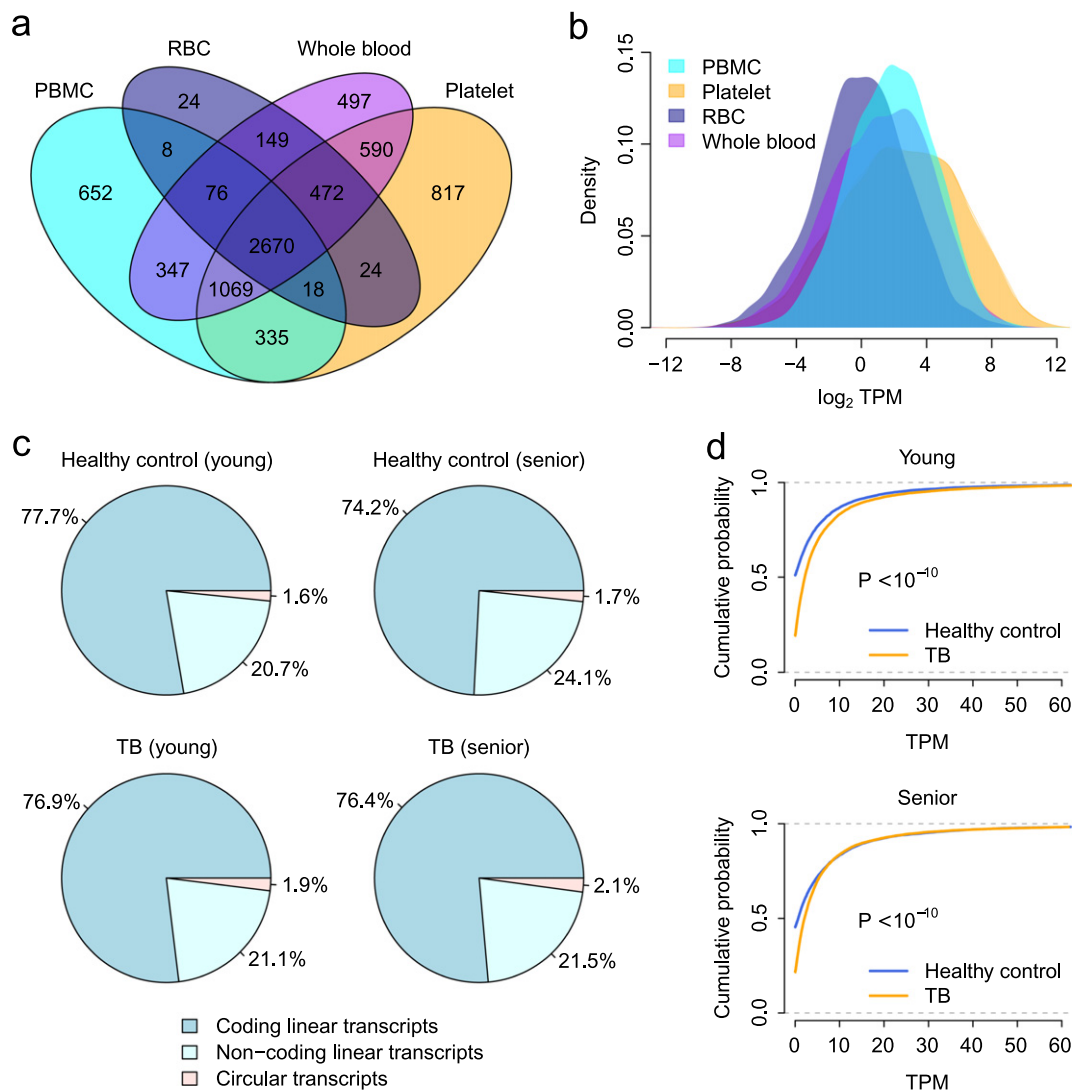 a
RBC
Whole blood
PBMC
Platelet
24
497
8
149
590
652
76
472
817
2670
347
1069
18
24
335
b
PBMC
Platelet
RBC
Whole blood
Density
0.15
0.10
0.05
0.00
−12 −8 −4 0 4 8 12
log₂ TPM
c
Healthy control (young)
77.7%
1.6%
20.7%
Healthy control (senior)
74.2%
1.7%
24.1%
TB (young)
76.9%
1.9%
21.1%
TB (senior)
76.4%
2.1%
21.5%
Coding linear transcripts
Non−coding linear transcripts
Circular transcripts
d
Young
Cumulative probability
1.0
0.5
0.0
P <10⁻¹⁰
Healthy control
TB
0 10 20 30 40 50 60
TPM
Senior
Cumulative probability
1.0
0.5
0.0
P <10⁻¹⁰
Healthy control
TB
0 10 20 30 40 50 60
TPM